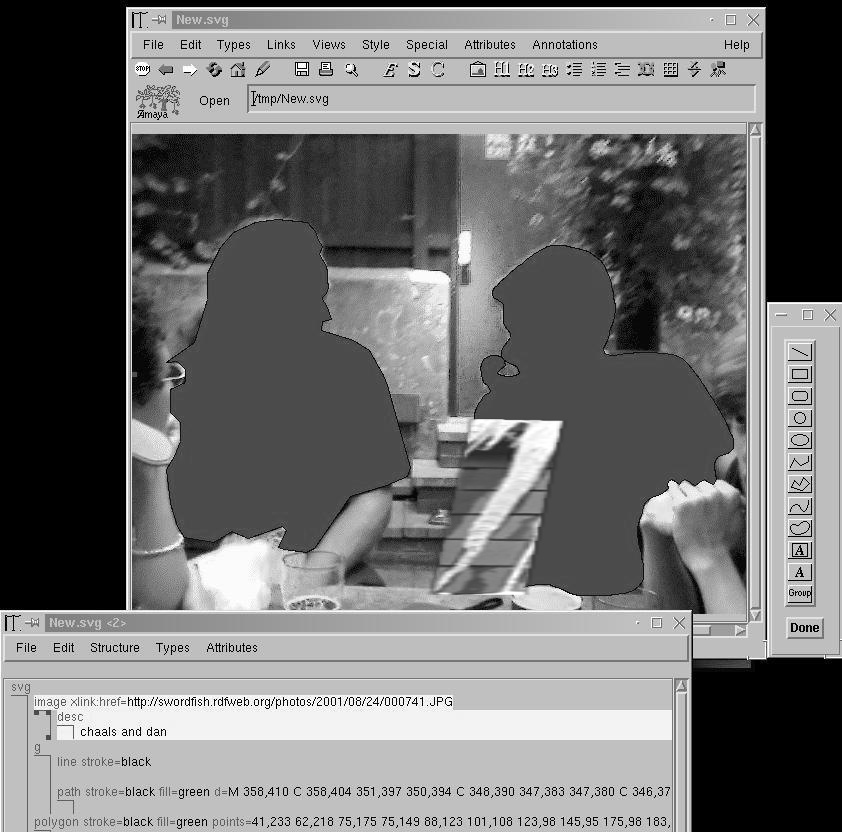 New.svg
File Edit Types Links Views Style Special Attributes Annotations Help
STOP E S C H1 H2 H3
Amaya Open /tmp/New.svg
A
A
Group
Done
New.svg <2>
File Edit Structure Types Attributes
svg
image xlink:href=http://swordfish.rdfweb.org/photos/2001/08/24/000741.JPG
desc
chaals and dan
g
line stroke=black
path stroke=black fill=green d=M 358,410 C 358,404 351,397 350,394 C 348,390 347,383 347,380 C 346,37
polygon stroke=black fill=green points=41,233 62,218 75,175 75,149 88,123 101,108 123,98 145,95 175,98 183,